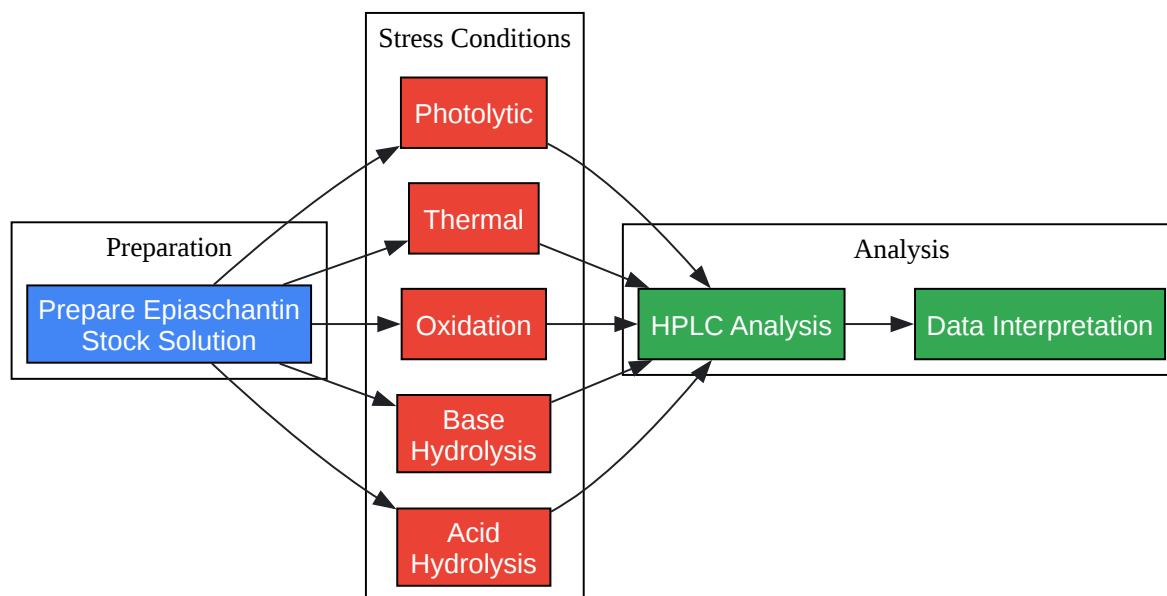 Preparation
Prepare Epiaschantin
Stock Solution
Stress Conditions
Photolytic
Thermal
Oxidation
Base
Hydrolysis
Acid
Hydrolysis
Analysis
HPLC Analysis
Data Interpretation